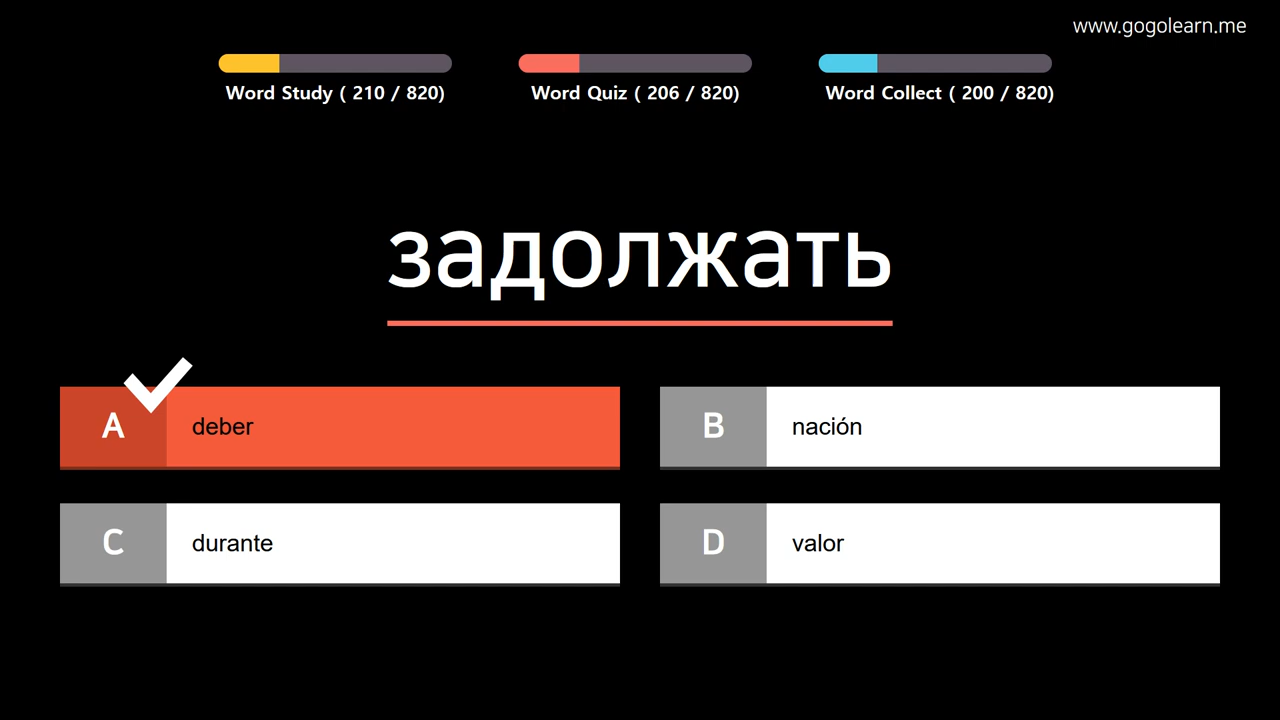 www.gogolearn.me
Word Study ( 210 / 820)
Word Quiz ( 206 / 820)
Word Collect ( 200 / 820)
задолжать
A deber
B nación
C durante
D valor